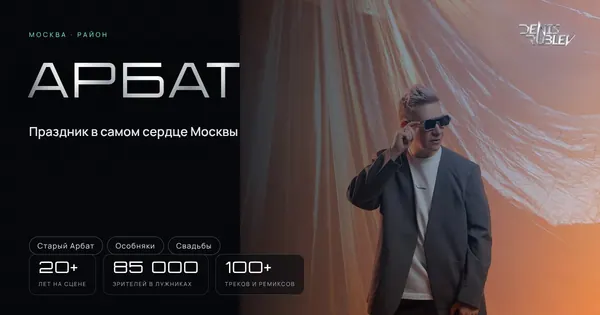 МОСКВА · РАЙОН
DENIS
RUBLEV
АРБАТ
Праздник в самом сердце Москвы
Старый Арбат
Особняки
Свадьбы
20+
ЛЕТ НА СЦЕНЕ
85 000
ЗРИТЕЛЕЙ В ЛУЖНИКАХ
100+
ТРЕКОВ И РЕМИКСОВ